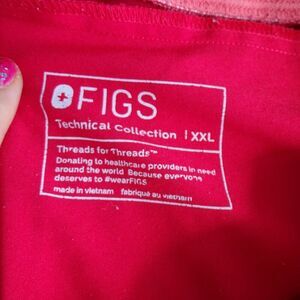 FIGS
Technical Collection | XXL
Threads for Threads™
Donating to healthcare providers in need
around the world Because everyone
deserves to #wearFIGS
made in vietnam fabriqué au vietnam